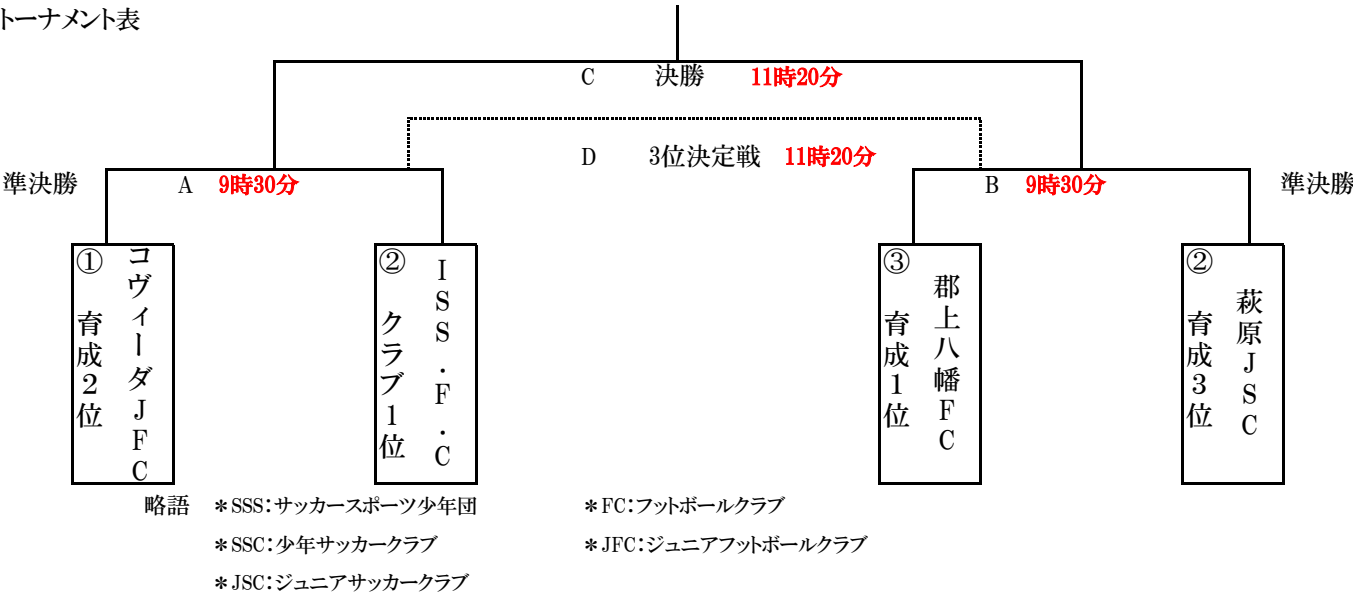 トーナメント表
C 決勝 11時20分
D 3位決定戦 11時20分
準決勝 A 9時30分 B 9時30分 準決勝
① 育成2位 コヴィーダJFC
② クラブ1位 ISS.F.C
③ 育成1位 郡上八幡FC
② 育成3位 萩原JSC
略語 ＊SSS：サッカースポーツ少年団 ＊FC：フットボールクラブ
＊SSC：少年サッカークラブ ＊JFC：ジュニアフットボールクラブ
＊JSC：ジュニアサッカークラブ